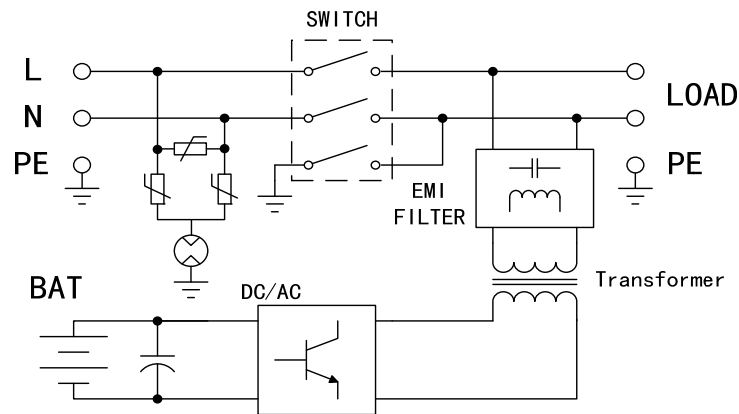 SWITCH
L
N
LOAD
PE
PE
EMI
FILTER
BAT
DC/AC
Transformer